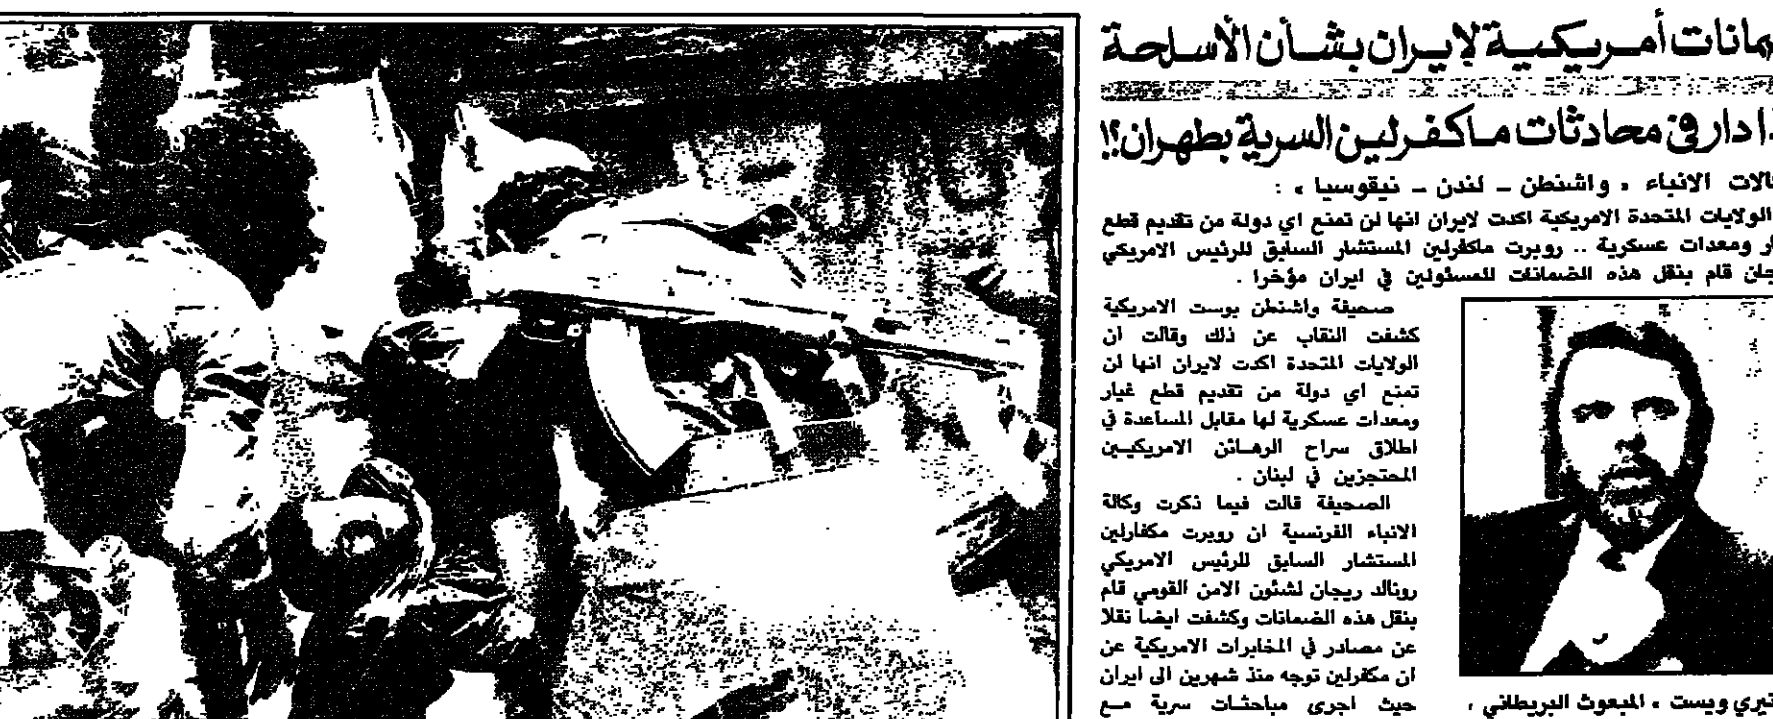 مانات أمريكية لإيران بشأن الأسلحة
ا دار في محادثات ماكفرلين السرية بطهران؟!
الات الانباء « واشنطن - لندن - نيقوسيا » :
الولايات المتحدة الامريكية اكدت لايران انها لن تمنع اي دولة من تقديم قطع
ار ومعدات عسكرية .. روبرت ماكفرلين المستشار السابق للرئيس الامريكي
جان قام بنقل هذه الضمانات للمسئولين في ايران مؤخرا .
صحيفة واشنطن بوست الامريكية
كشفت النقاب عن ذلك وقالت ان
الولايات المتحدة اكدت لايران انها لن
تمنع اي دولة من تقديم قطع غيار
ومعدات عسكرية لها مقابل المساعدة في
اطلاق سراح الرهائن الامريكيين
المحتجزين في لبنان .
الصحيفة قالت فيما ذكرت وكالة
الانباء الفرنسية ان روبرت مكفارلين
المستشار السابق للرئيس الامريكي
رونالد ريجان لشئون الامن القومي قام
بنقل هذه الضمانات وكشفت ايضا نقلا
عن مصادر في المخابرات الامريكية عن
ان مكفرلين توجه منذ شهرين الى ايران
حيث اجرى مباحثات سرية مع
تيري ويست « المبعوث البريطاني »